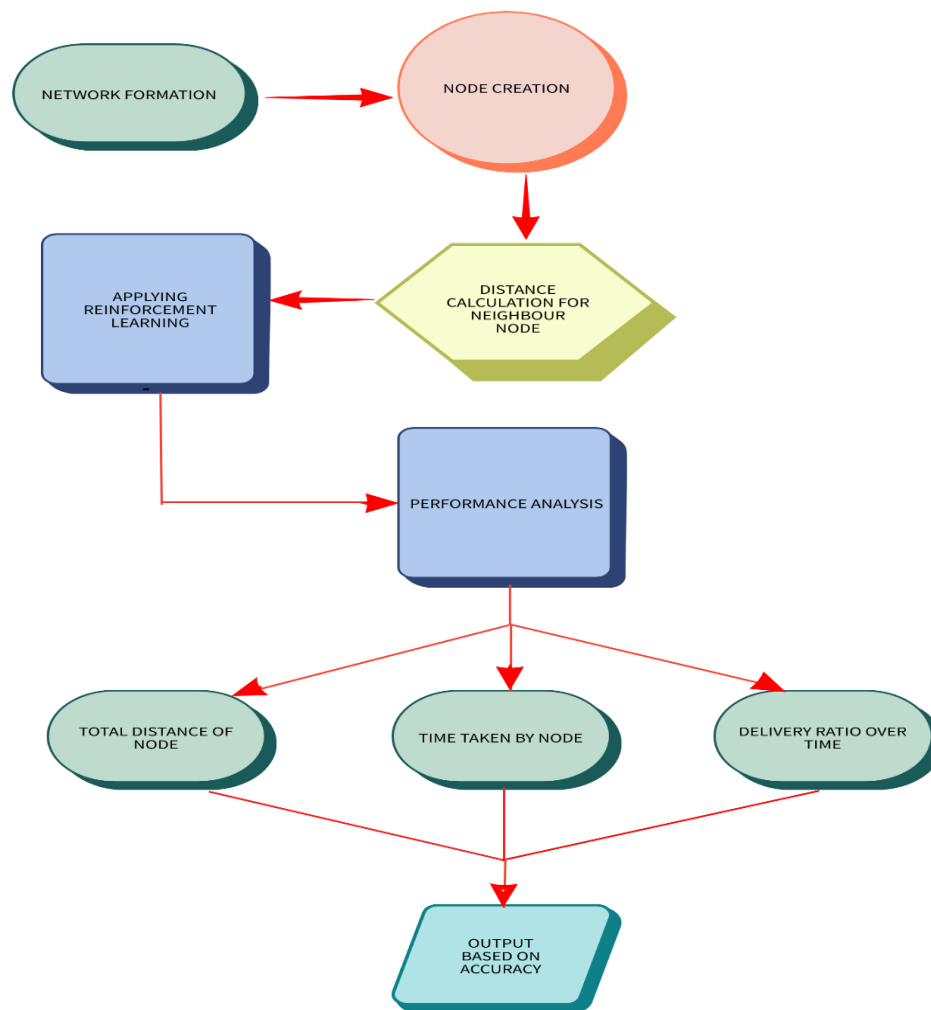 NETWORK FORMATION
NODE CREATION
DISTANCE
CALCULATION FOR
NEIGHBOUR
NODE
APPLYING
REINFORCEMENT
LEARNING
-
PERFORMANCE ANALYSIS
TOTAL DISTANCE OF
NODE
TIME TAKEN BY NODE
DELIVERY RATIO OVER
TIME
OUTPUT
BASED ON
ACCURACY